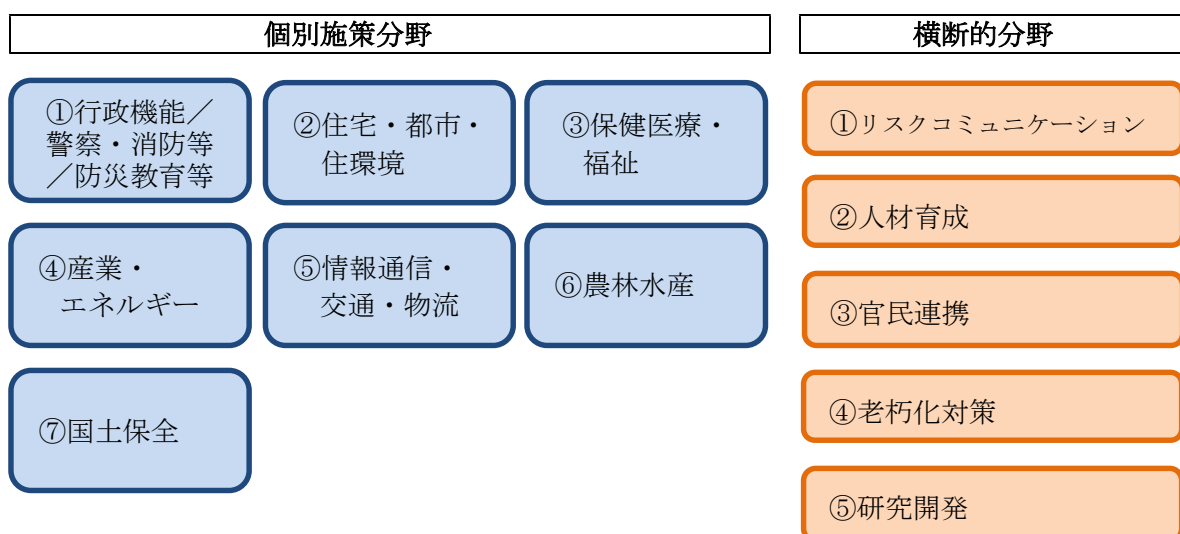 個別施策分野
①行政機能／
警察・消防等
／防災教育等
②住宅・都市・
住環境
③保健医療・
福祉
④産業・
エネルギー
⑤情報通信・
交通・物流
⑥農林水産
⑦国土保全
横断的分野
①リスクコミュニケーション
②人材育成
③官民連携
④老朽化対策
⑤研究開発